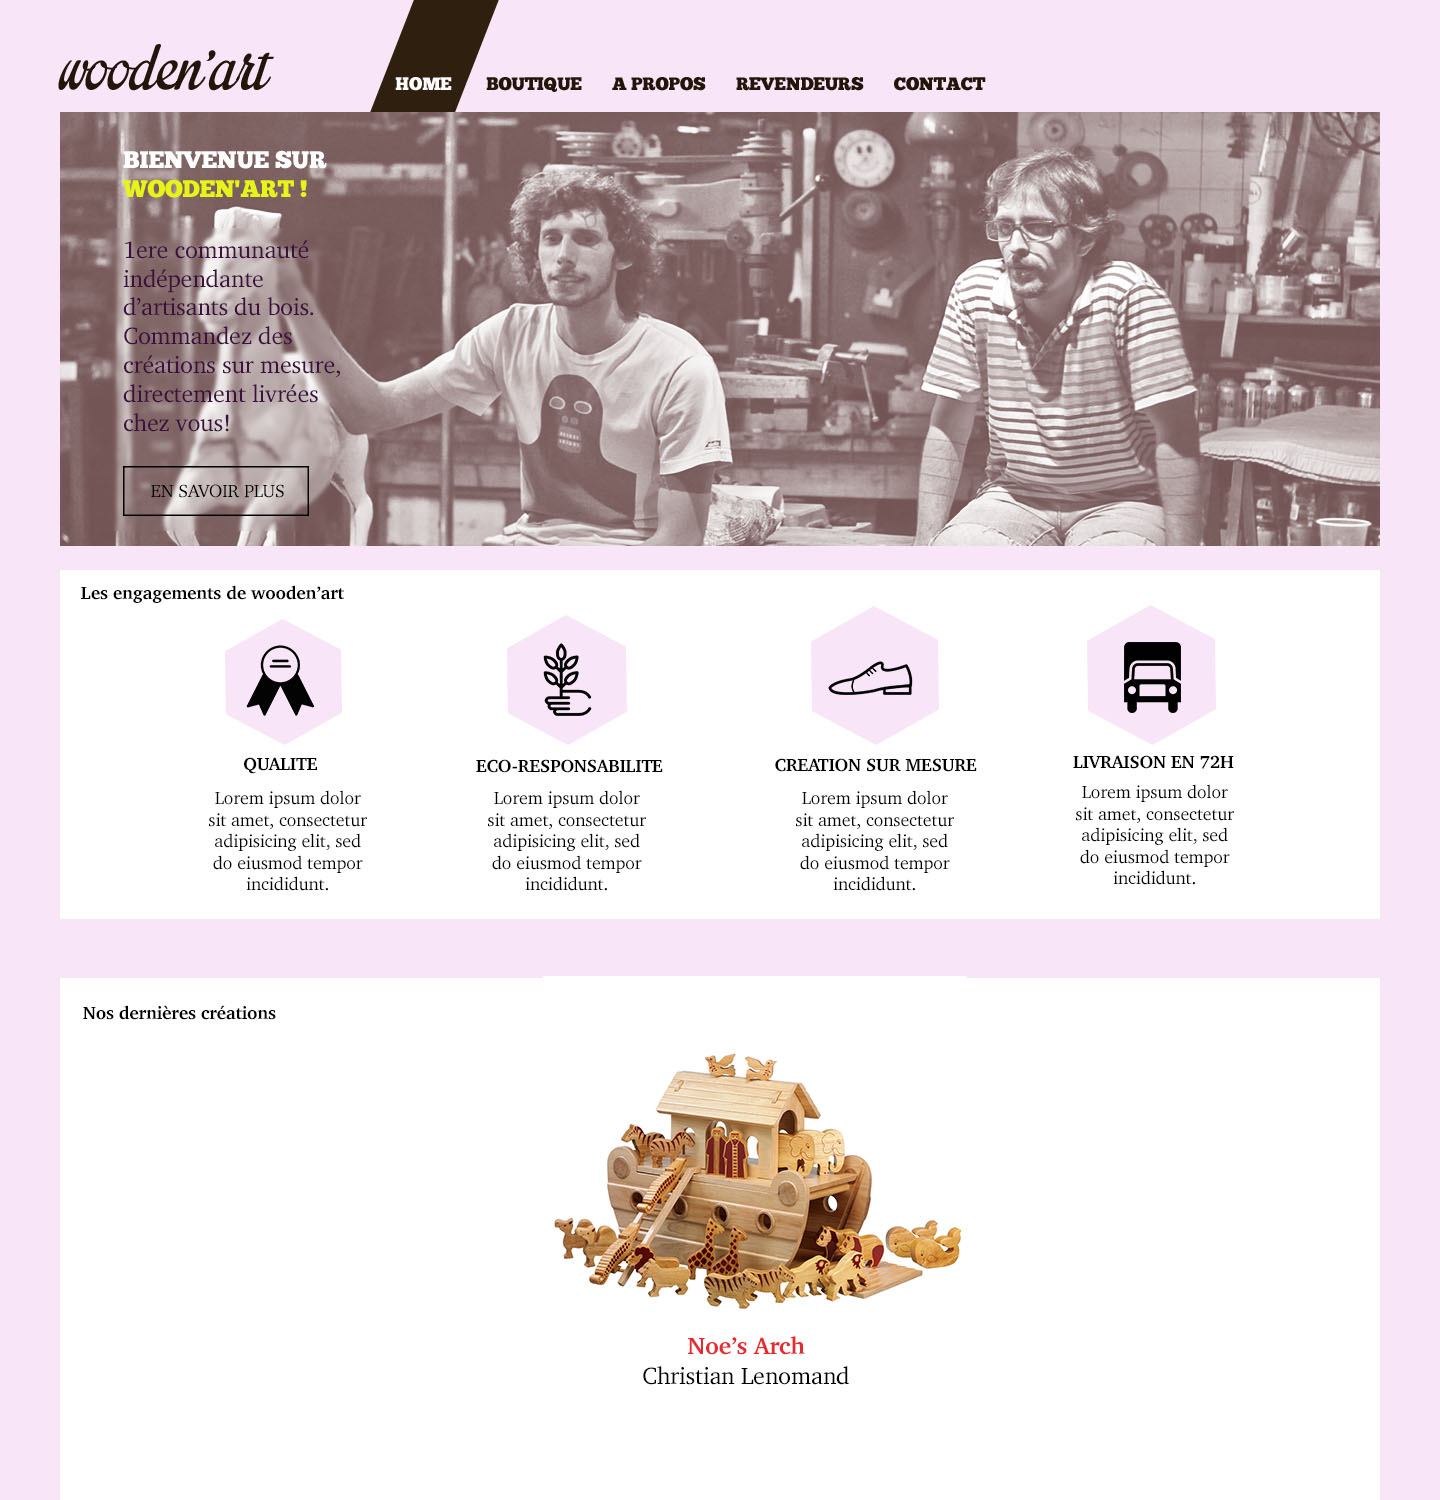 wooden’art
HOME BOUTIQUE A PROPOS REVENDEURS CONTACT
BIENVENUE SUR
WOODEN'ART !
1ere communauté
indépendante
d’artisants du bois.
Commandez des
créations sur mesure,
directement livrées
chez vous!
EN SAVOIR PLUS
Les engagements de wooden’art
QUALITE
Lorem ipsum dolor
sit amet, consectetur
adipisicing elit, sed
do eiusmod tempor
incididunt.
ECO-RESPONSABILITE
Lorem ipsum dolor
sit amet, consectetur
adipisicing elit, sed
do eiusmod tempor
incididunt.
CREATION SUR MESURE
Lorem ipsum dolor
sit amet, consectetur
adipisicing elit, sed
do eiusmod tempor
incididunt.
LIVRAISON EN 72H
Lorem ipsum dolor
sit amet, consectetur
adipisicing elit, sed
do eiusmod tempor
incididunt.
Nos dernières créations
Noe’s Arch
Christian Lenomand